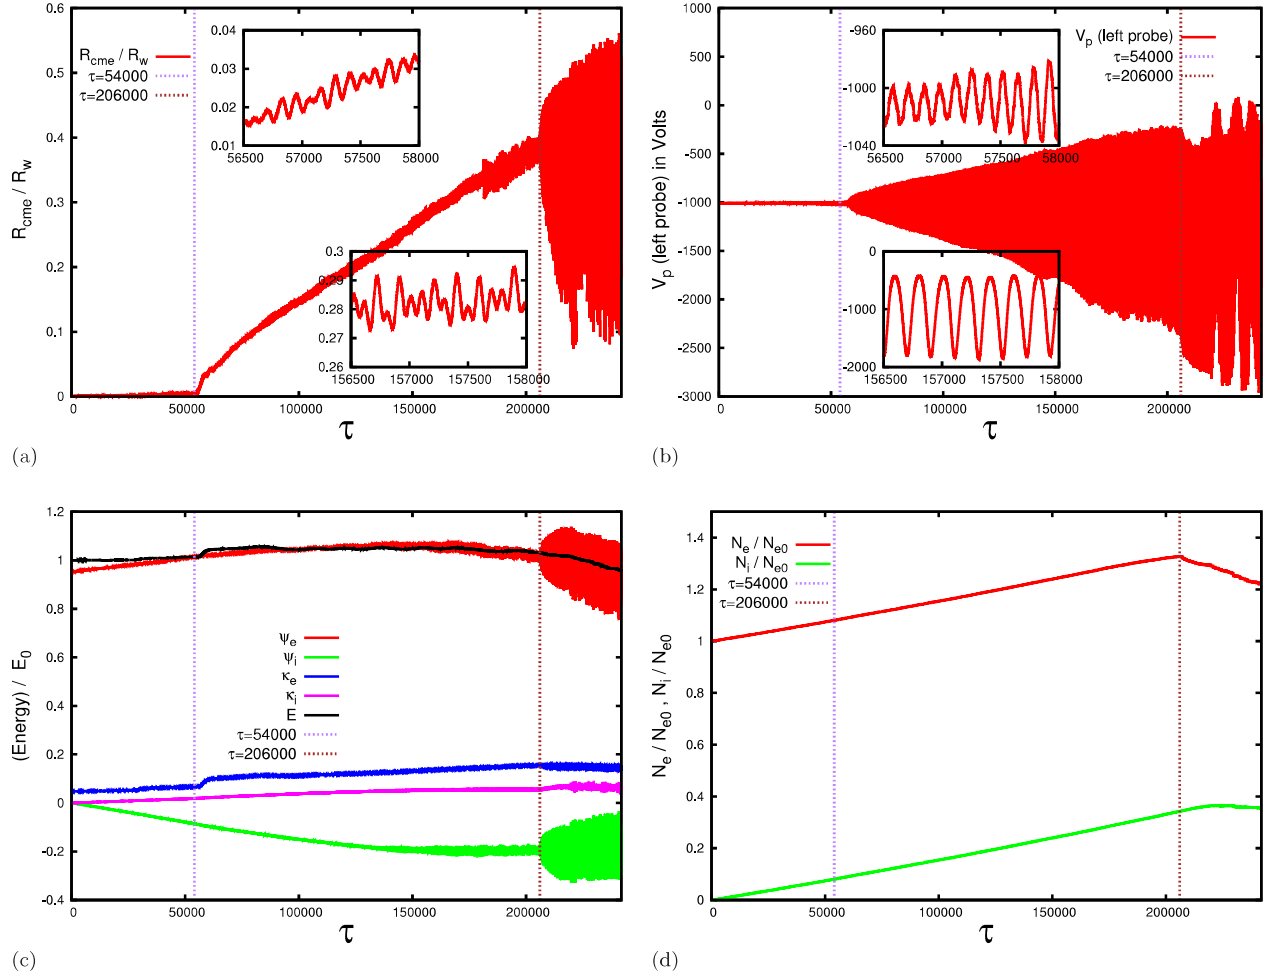 R_cme / R_w
τ=54000
τ=206000
0.6
0.5
0.4
0.3
0.2
0.1
0
0.04
0.03
0.02
0.01
56500 57000 57500 58000
0.3
0.29
0.28
0.27
0.26
156500 157000 157500 158000
0 50000 100000 150000 200000
R_cme / R_w
τ
(a)
V_p (left probe)
τ=54000
τ=206000
1000
500
0
-500
-1000
-1500
-2000
-2500
-3000
-960
-1000
-1040
56500 57000 57500 58000
0
-1000
-2000
156500 157000 157500 158000
0 50000 100000 150000 200000
V_p (left probe) in Volts
τ
(b)
1.2
1
0.8
0.6
0.4
0.2
0
-0.2
-0.4
ψ_e
ψ_i
κ_e
κ_i
E
τ=54000
τ=206000
0 50000 100000 150000 200000
(Energy) / E_0
τ
(c)
1.4
1.2
1
0.8
0.6
0.4
0.2
0
N_e / N_e0
N_i / N_e0
τ=54000
τ=206000
0 50000 100000 150000 200000
N_e / N_e0 , N_i / N_e0
τ
(d)